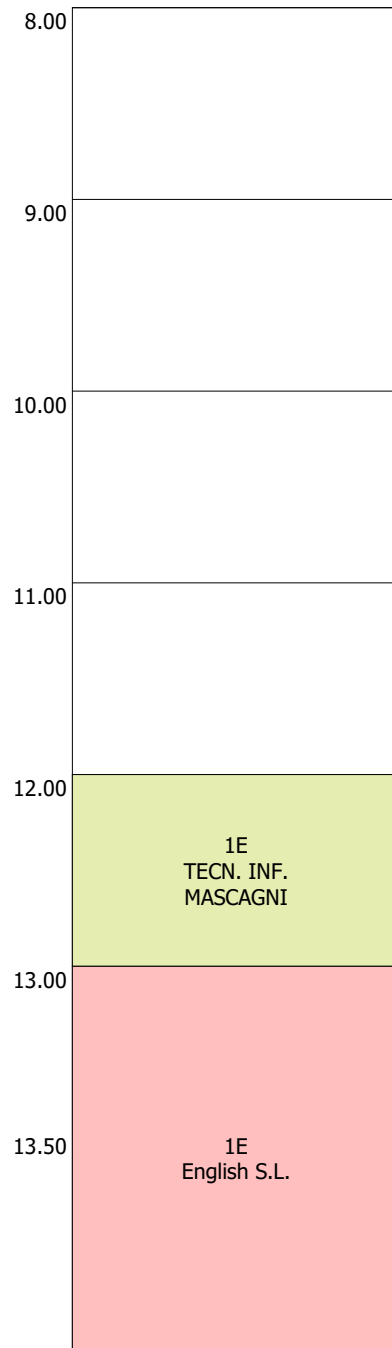 8.00
9.00
10.00
11.00
12.00
1E
TECN. INF.
MASCAGNI
13.00
13.50
1E
English S.L.